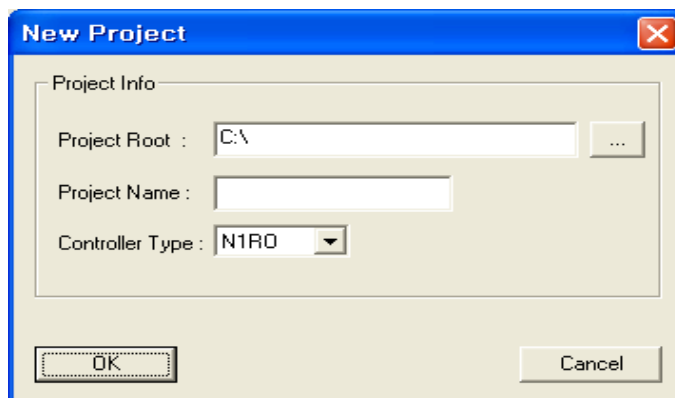 New Project
Project Info
Project Root :
C:\
...
Project Name :
Controller Type :
N1R0
OK
Cancel